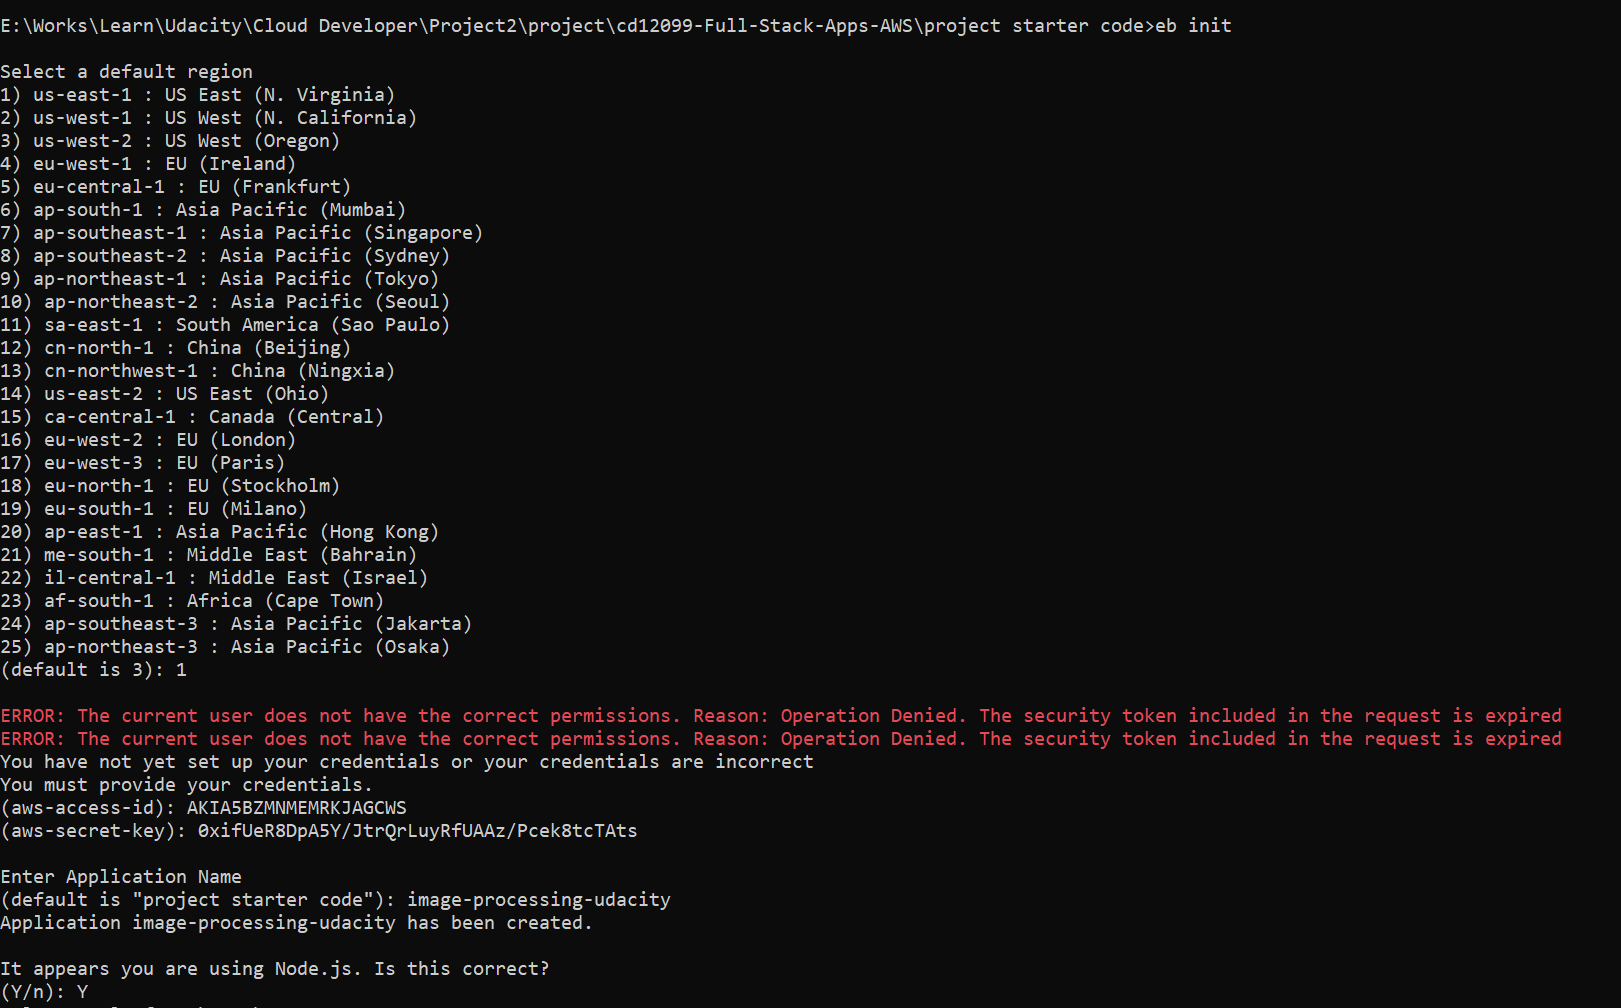 E:\Works\Learn\Udacity\Cloud Developer\Project2\project\cd12099-Full-Stack-Apps-AWS\project starter code>eb init
Select a default region
1) us-east-1 : US East (N. Virginia)
2) us-west-1 : US West (N. California)
3) us-west-2 : US West (Oregon)
4) eu-west-1 : EU (Ireland)
5) eu-central-1 : EU (Frankfurt)
6) ap-south-1 : Asia Pacific (Mumbai)
7) ap-southeast-1 : Asia Pacific (Singapore)
8) ap-southeast-2 : Asia Pacific (Sydney)
9) ap-northeast-1 : Asia Pacific (Tokyo)
10) ap-northeast-2 : Asia Pacific (Seoul)
11) sa-east-1 : South America (Sao Paulo)
12) cn-north-1 : China (Beijing)
13) cn-northwest-1 : China (Ningxia)
14) us-east-2 : US East (Ohio)
15) ca-central-1 : Canada (Central)
16) eu-west-2 : EU (London)
17) eu-west-3 : EU (Paris)
18) eu-north-1 : EU (Stockholm)
19) eu-south-1 : EU (Milano)
20) ap-east-1 : Asia Pacific (Hong Kong)
21) me-south-1 : Middle East (Bahrain)
22) il-central-1 : Middle East (Israel)
23) af-south-1 : Africa (Cape Town)
24) ap-southeast-3 : Asia Pacific (Jakarta)
25) ap-northeast-3 : Asia Pacific (Osaka)
(default is 3): 1
ERROR: The current user does not have the correct permissions. Reason: Operation Denied. The security token included in the request is expired
ERROR: The current user does not have the correct permissions. Reason: Operation Denied. The security token included in the request is expired
You have not yet set up your credentials or your credentials are incorrect
You must provide your credentials.
(aws-access-id): AKIA5BZMNMEMRKJAGCWS
(aws-secret-key): 0xifUeR8DpA5Y/JtrQrLuyRfUAAz/Pcek8tcTAts
Enter Application Name
(default is "project starter code"): image-processing-udacity
Application image-processing-udacity has been created.
It appears you are using Node.js. Is this correct?
(Y/n): Y